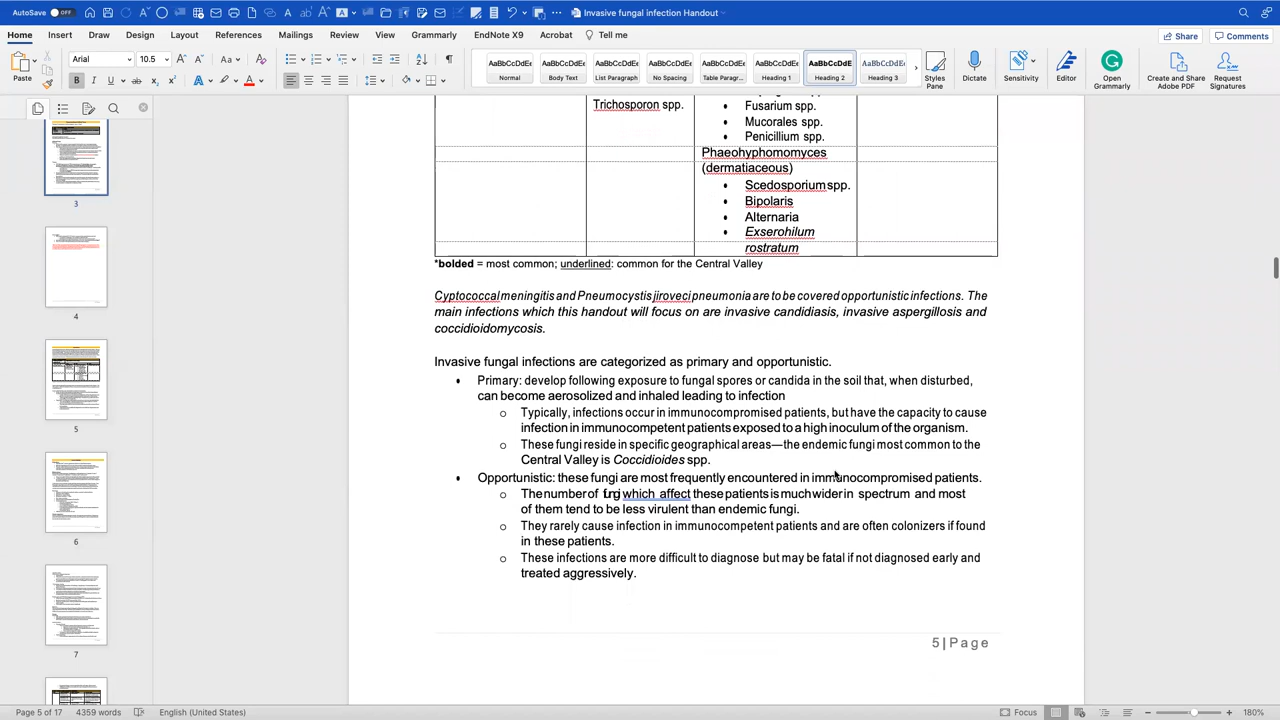 AutoSave OFF Invasive fungal infection Handout
Home Insert Draw Design Layout References Mailings Review View EndNote X9 Grammarly Acrobat Tell me Share Comments
Arial 10.5
Paste
AaBbCcDdE AaBbCcDdE AaBbCcDdE AaBbCcDdE AaBbCcDdE AaBbCcDdE AaBbCcDdE AaBbCcDdE
Normal Body Text List Paragraph No Spacing Table Paragr... Heading 1 Heading 2 Heading 3
Styles Pane
Dictate
Sensitivity
Editor
Open Grammarly
Create and Share Adobe PDF
Request Signatures
3
4
5
6
7
Trichosporon spp.
• Fusarium spp.
• Mucorales spp.
• Penicillium spp.
Phaeohyphomomyces
(dermatiaceous)
• Scedosporium spp.
• Bipolaris
• Alternaria
• Exserohilum
rostratum
*bolded = most common; underlined: common for the Central Valley
Cyptococcal meningitis and Pneumocystis jiroveci pneumonia are to be covered opportunistic infections. The
main infections which this handout will focus on are invasive candidiasis, invasive aspergillosis and
coccidioidomycosis.
Invasive fungal infections are categorized as primary and opportunistic.
• Primary: develop following exposure to fungal spores or candida in the soil that, when disturbed,
can become aerosolized and inhaled leading to infection
o Typically, infections occur in immunocompromised patients, but have the capacity to cause
infection in immunocompetent patients exposed to a high inoculum of the organism.
o These fungi reside in specific geographical areas—the endemic fungi most common to the
Central Valley is Coccidioides spp.
• Opportunistic: these fungi are most frequently encountered in immunocompromised patients.
The number of fungi which affect these patients is much wider in spectrum and most
of them tend to be less virulent than endemic fungi.
o They rarely cause infection in immunocompetent patients and are often colonizers if found
in these patients.
o These infections are more difficult to diagnose but may be fatal if not diagnosed early and
treated aggressively.
5 | Page
Page 5 of 17 4359 words English (United States) Focus 180%